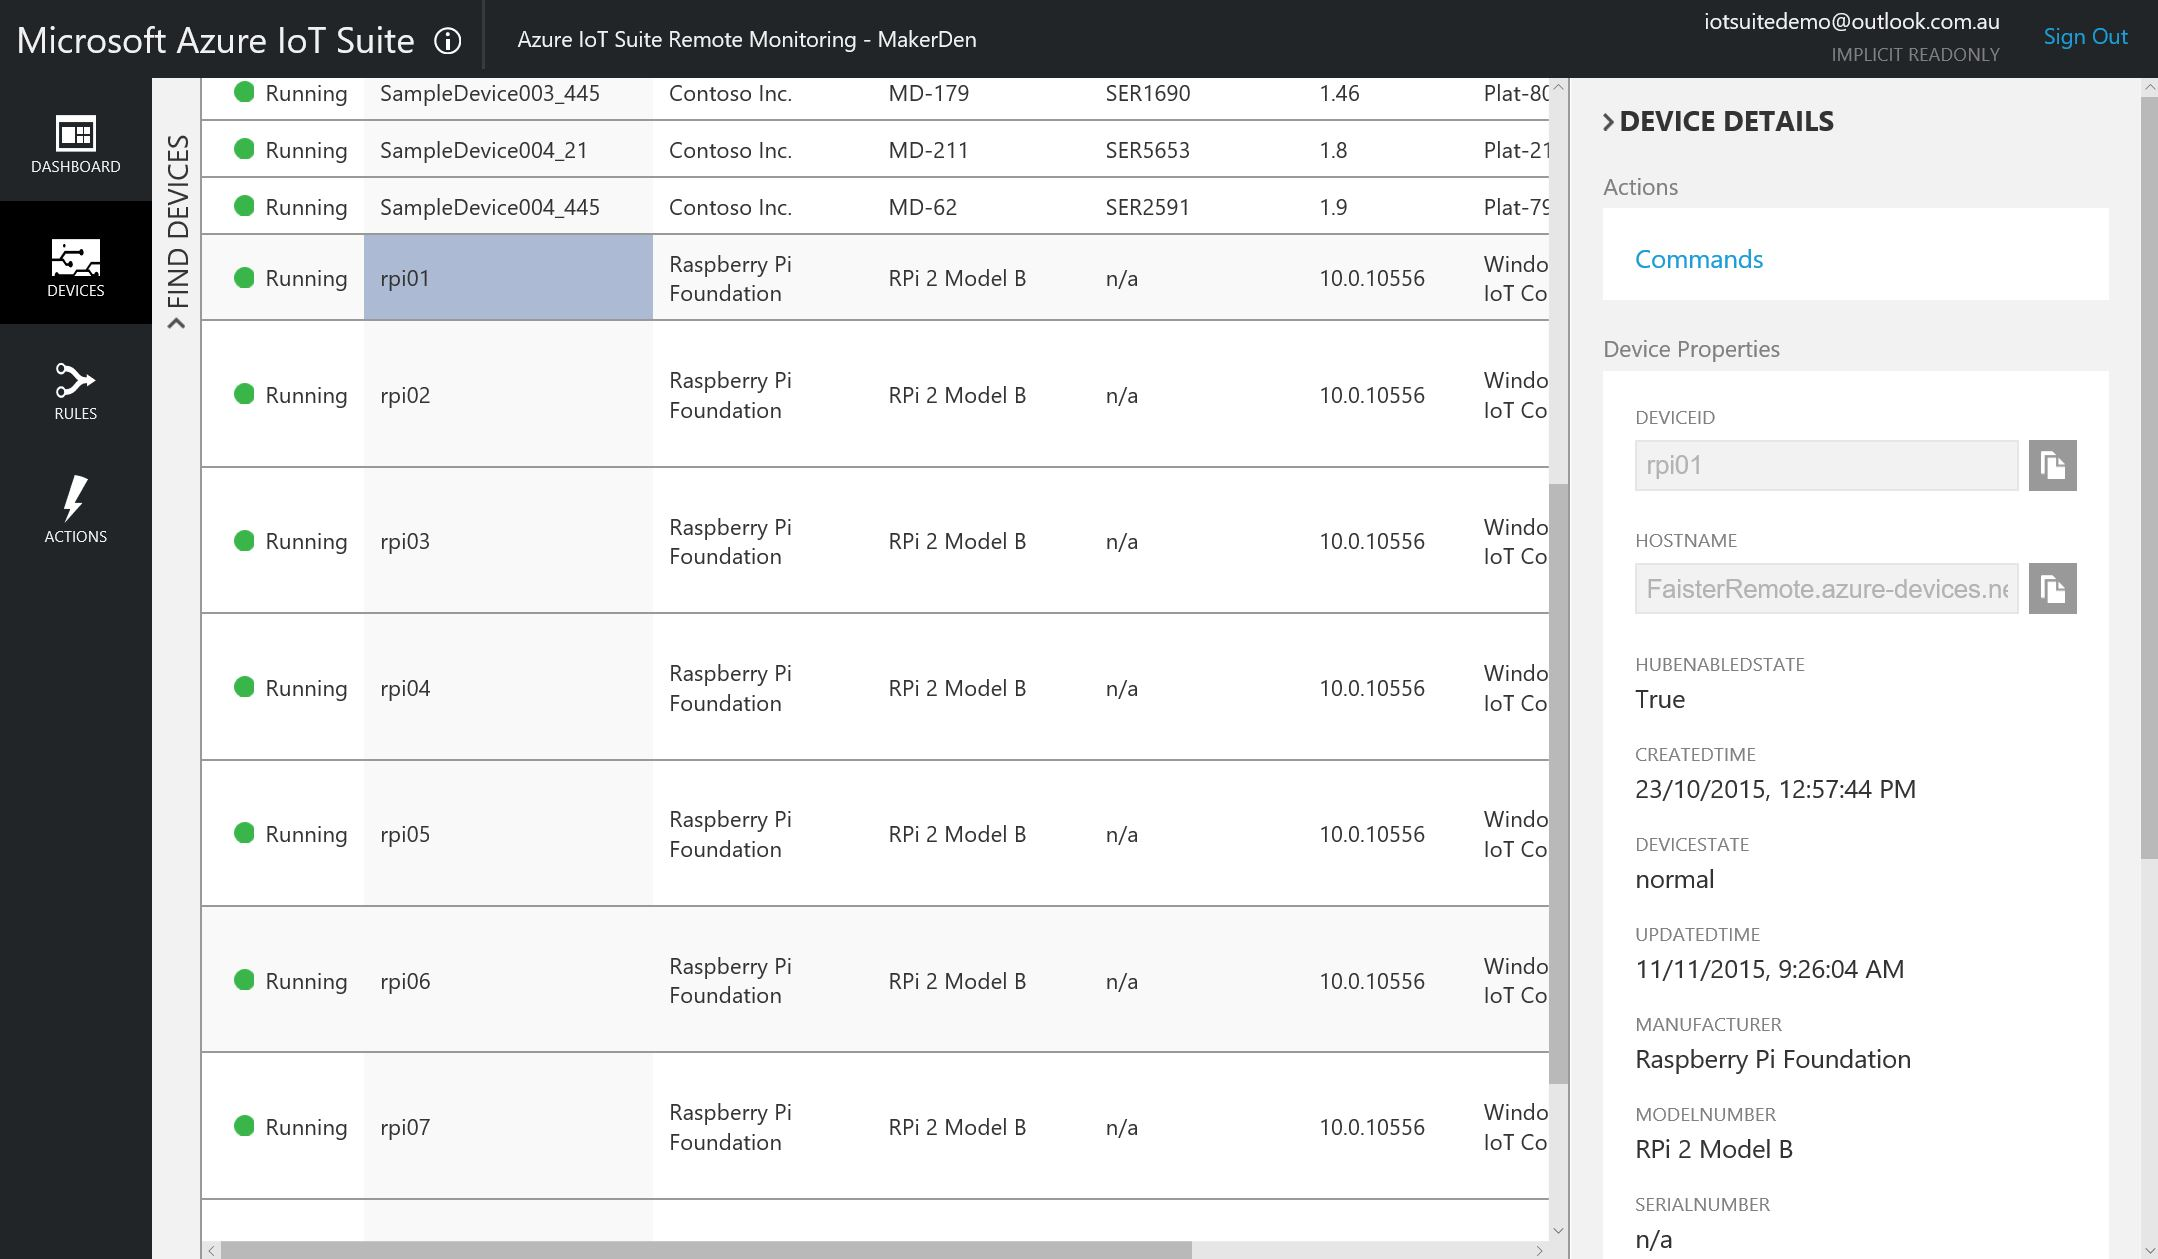 Microsoft Azure IoT Suite
Azure IoT Suite Remote Monitoring - MakerDen
iotsuitedemo@outlook.com.au
IMPLICIT READONLY
Sign Out
DASHBOARD
DEVICES
RULES
ACTIONS
FIND DEVICES
Running SampleDevice003_445 Contoso Inc. MD-179 SER1690 1.46 Plat-80
Running SampleDevice004_21 Contoso Inc. MD-211 SER5653 1.8 Plat-21
Running SampleDevice004_445 Contoso Inc. MD-62 SER2591 1.9 Plat-79
Running rpi01 Raspberry Pi Foundation RPi 2 Model B n/a 10.0.10556 Windo IoT Co
Running rpi02 Raspberry Pi Foundation RPi 2 Model B n/a 10.0.10556 Windo IoT Co
Running rpi03 Raspberry Pi Foundation RPi 2 Model B n/a 10.0.10556 Windo IoT Co
Running rpi04 Raspberry Pi Foundation RPi 2 Model B n/a 10.0.10556 Windo IoT Co
Running rpi05 Raspberry Pi Foundation RPi 2 Model B n/a 10.0.10556 Windo IoT Co
Running rpi06 Raspberry Pi Foundation RPi 2 Model B n/a 10.0.10556 Windo IoT Co
Running rpi07 Raspberry Pi Foundation RPi 2 Model B n/a 10.0.10556 Windo IoT Co
DEVICE DETAILS
Actions
Commands
Device Properties
DEVICEID
rpi01
HOSTNAME
FaisterRemote.azure-devices.ne
HUBENABLEDSTATE
True
CREATEDTIME
23/10/2015, 12:57:44 PM
DEVICESTATE
normal
UPDATEDTIME
11/11/2015, 9:26:04 AM
MANUFACTURER
Raspberry Pi Foundation
MODELNUMBER
RPi 2 Model B
SERIALNUMBER
n/a